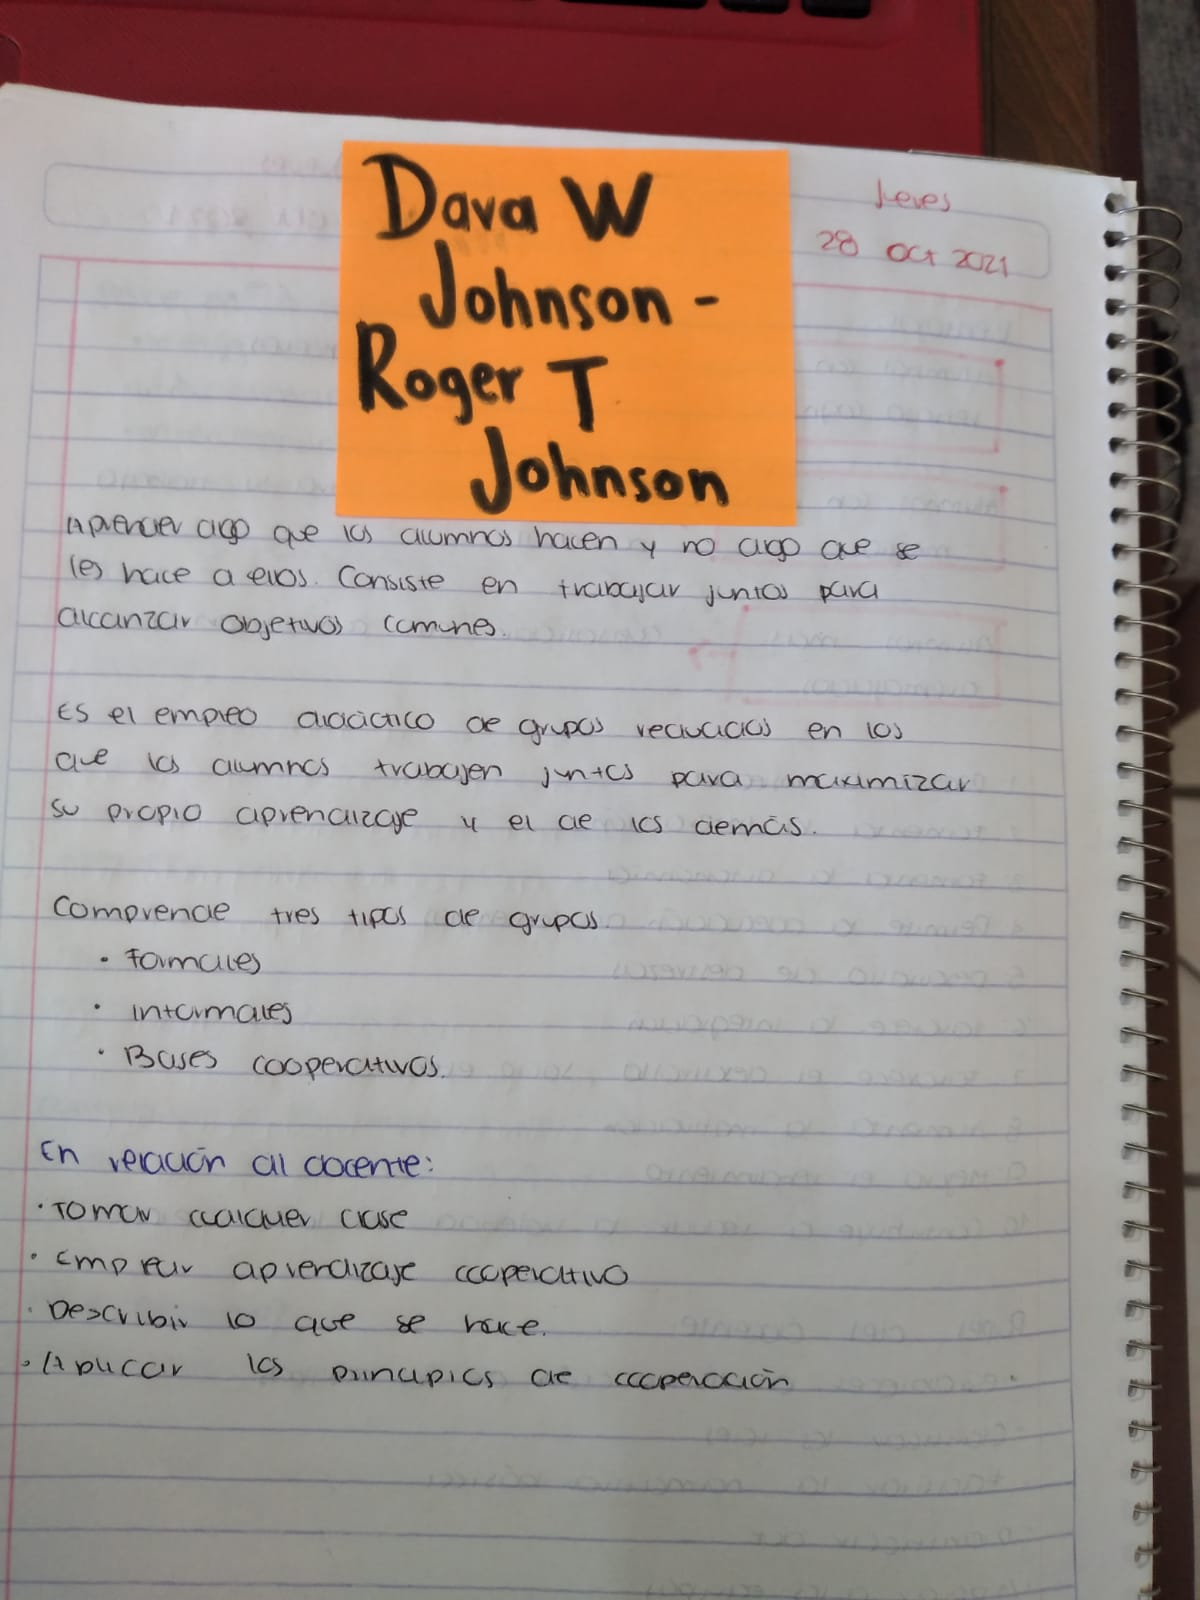 Jueves
28 Oct 2021
Dava W
Johnson -
Roger T
Johnson
Aprender algo que los alumnos hacen y no algo que se
les hace a ellos. Consiste en trabajar juntos para
alcanzar objetivos comunes.
Es el empleo didáctico de grupos reducidos en los
que los alumnos trabajen juntos para maximizar
su propio aprendizaje y el de los demás.
Comprende tres tipos de grupos
• Formales
• Informales
• Bases cooperativos.
En relación al docente:
• Tomar cualquier clase
• Emplear aprendizaje cooperativo
• Describir lo que se hace.
• Aplicar los principios de cooperación